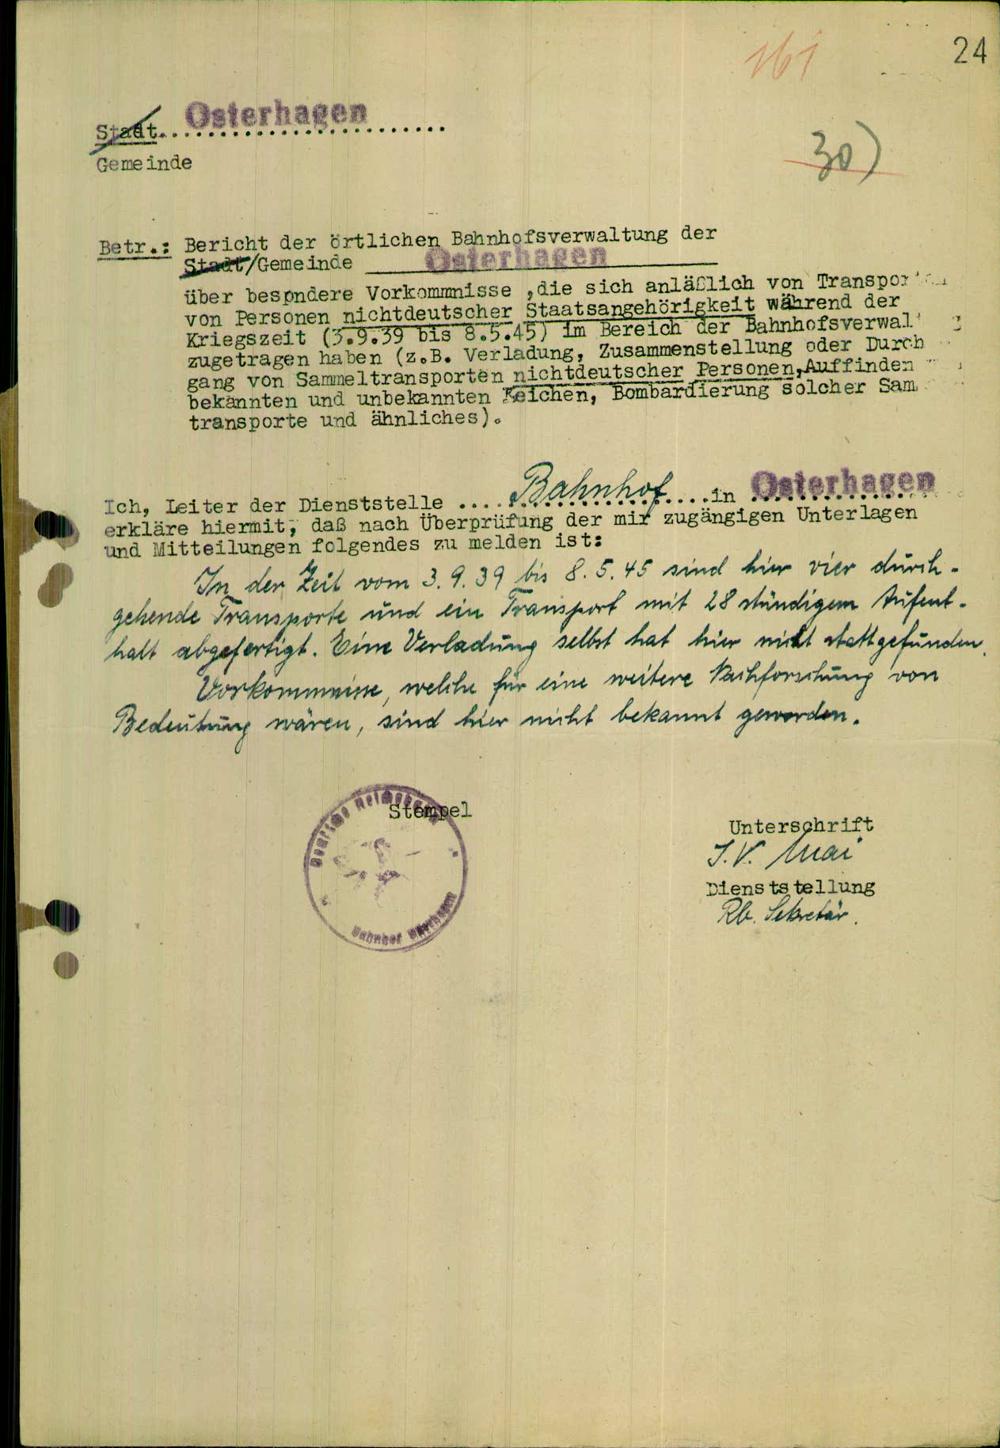 161
24
Stadt. Osterhagen
Gemeinde
30)
Betr.: Bericht der örtlichen Bahnhofsverwaltung der
Stadt/Gemeinde Osterhagen
über besondere Vorkommnisse ,die sich anläßlich von Transpor
von Personen nichtdeutscher Staatsangehörigkeit während der
Kriegszeit (3.9.39 bis 8.5.45) im Bereich der Bahnhofsverwal
zugetragen haben (z.B. Verladung, Zusammenstellung oder Durch
gang von Sammeltransporten nichtdeutscher Personen,Auffinden
bekannten und unbekannten Leichen, Bombardierung solcher Sam
transporte und ähnliches).
Ich, Leiter der Dienststelle .... Bahnhof ....in Osterhagen
erkläre hiermit, daß nach Überprüfung der mir zugängigen Unterlagen
und Mitteilungen folgendes zu melden ist:
In der Zeit vom 3.9.39 bis 8.5.45 sind hier vier durch-
gehende Transporte und ein Transport mit 28 stündigem Aufent-
halt abgefertigt. Eine Verladung selbst hat hier nicht stattgefunden.
Vorkommnisse, welche für eine weitere Nachforschung von
Bedeutung wären, sind hier nicht bekannt geworden.
Stempel
Deutsche Reichsbahn
Bahnhof
Unterschrift
I.V. Mai
Dienststellung
Rb. Sekretär.